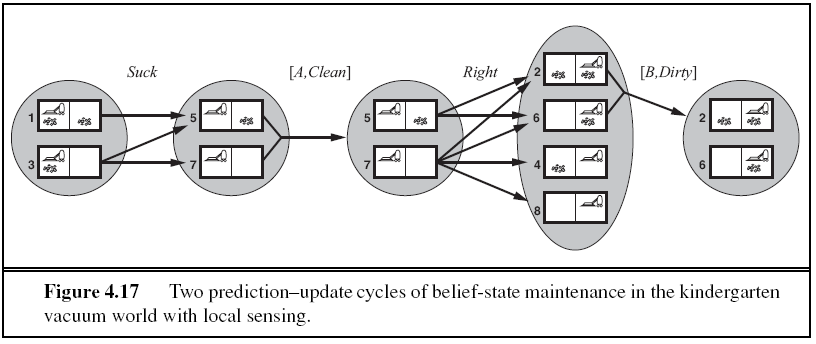 Suck [A,Clean] Right [B,Dirty]
1 5 5 2 2
6
3 7 7 4 6
8
Figure 4.17 Two prediction–update cycles of belief-state maintenance in the kindergarten
vacuum world with local sensing.